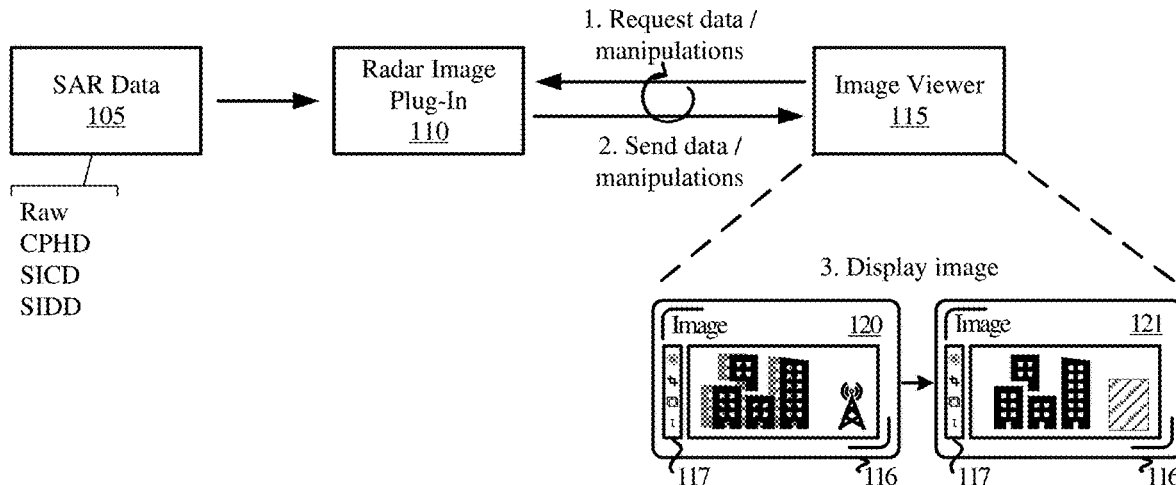 1. Request data /
manipulations
SAR Data
105
Radar Image
Plug-In
110
Image Viewer
115
2. Send data /
manipulations
Raw
CPHD
SICD
SIDD
3. Display image
Image 120
Image 121
117
116
117
116